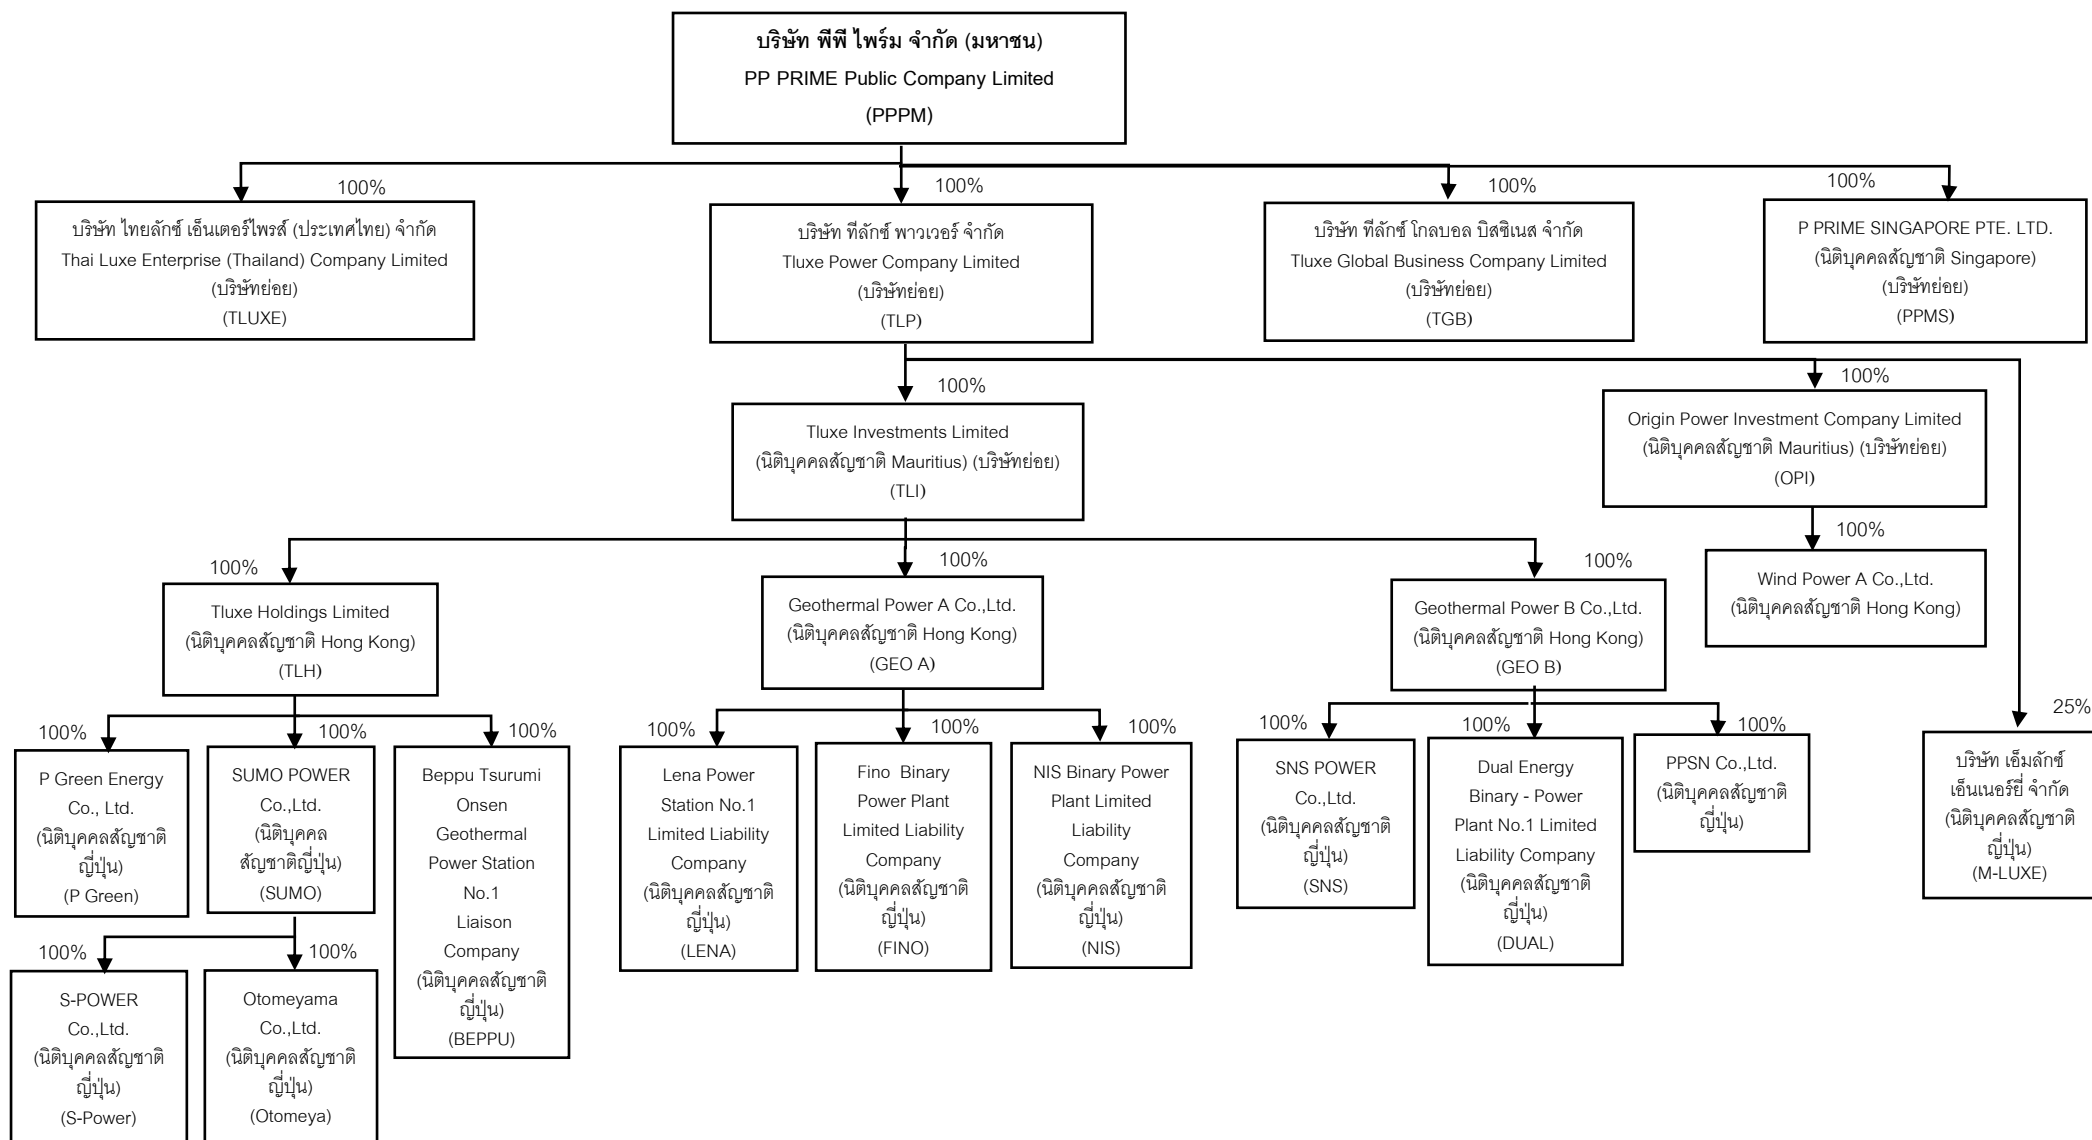 บริษัท พีพี ไพร์ม จำกัด (มหาชน)
PP PRIME Public Company Limited
(PPPM)
100%
100%
100%
100%
บริษัท ไทยลักซ์ เอ็นเตอร์ไพรส์ (ประเทศไทย) จำกัด
Thai Luxe Enterprise (Thailand) Company Limited
(บริษัทย่อย)
(TLUXE)
บริษัท ทีลักซ์ พาวเวอร์ จำกัด
Tluxe Power Company Limited
(บริษัทย่อย)
(TLP)
บริษัท ทีลักซ์ โกลบอล บิสซิเนส จำกัด
Tluxe Global Business Company Limited
(บริษัทย่อย)
(TGB)
P PRIME SINGAPORE PTE. LTD.
(นิติบุคคลสัญชาติ Singapore)
(บริษัทย่อย)
(PPMS)
100%
100%
Tluxe Investments Limited
(นิติบุคคลสัญชาติ Mauritius) (บริษัทย่อย)
(TLI)
Origin Power Investment Company Limited
(นิติบุคคลสัญชาติ Mauritius) (บริษัทย่อย)
(OPI)
100%
100%
100%
100%
Tluxe Holdings Limited
(นิติบุคคลสัญชาติ Hong Kong)
(TLH)
Geothermal Power A Co.,Ltd.
(นิติบุคคลสัญชาติ Hong Kong)
(GEO A)
Geothermal Power B Co.,Ltd.
(นิติบุคคลสัญชาติ Hong Kong)
(GEO B)
Wind Power A Co.,Ltd.
(นิติบุคคลสัญชาติ Hong Kong)
100%
100%
100%
100%
100%
100%
100%
100%
100%
25%
P Green Energy
Co., Ltd.
(นิติบุคคลสัญชาติ
ญี่ปุ่น)
(P Green)
SUMO POWER
Co.,Ltd.
(นิติบุคคล
สัญชาติญี่ปุ่น)
(SUMO)
Beppu Tsurumi
Onsen
Geothermal
Power Station
No.1
Liaison
Company
(นิติบุคคลสัญชาติ
ญี่ปุ่น)
(BEPPU)
Lena Power
Station No.1
Limited Liability
Company
(นิติบุคคลสัญชาติ
ญี่ปุ่น)
(LENA)
Fino Binary
Power Plant
Limited Liability
Company
(นิติบุคคลสัญชาติ
ญี่ปุ่น)
(FINO)
NIS Binary Power
Plant Limited
Liability
Company
(นิติบุคคลสัญชาติ
ญี่ปุ่น)
(NIS)
SNS POWER
Co.,Ltd.
(นิติบุคคลสัญชาติ
ญี่ปุ่น)
(SNS)
Dual Energy
Binary - Power
Plant No.1 Limited
Liability Company
(นิติบุคคลสัญชาติ
ญี่ปุ่น)
(DUAL)
PPSN Co.,Ltd.
(นิติบุคคลสัญชาติ
ญี่ปุ่น)
บริษัท เอ็มลักซ์
เอ็นเนอร์ยี่ จำกัด
(นิติบุคคลสัญชาติ
ญี่ปุ่น)
(M-LUXE)
100%
100%
S-POWER
Co.,Ltd.
(นิติบุคคลสัญชาติ
ญี่ปุ่น)
(S-Power)
Otomeyama
Co.,Ltd.
(นิติบุคคลสัญชาติ
ญี่ปุ่น)
(Otomeya)